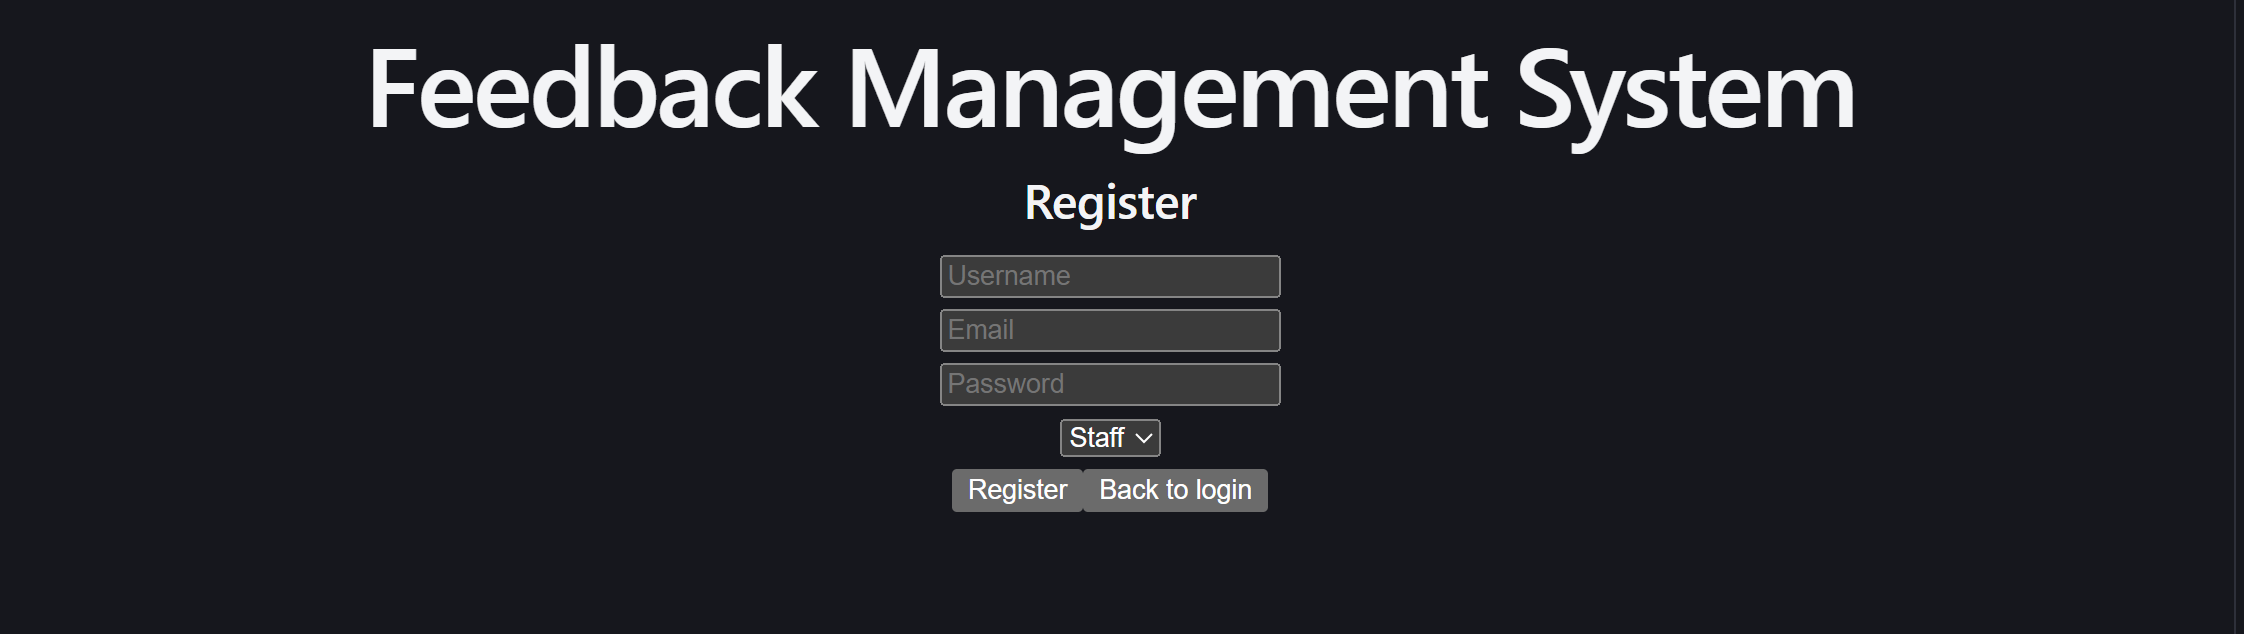 Feedback Management System
Register
Username
Email
Password
Staff
Register Back to login